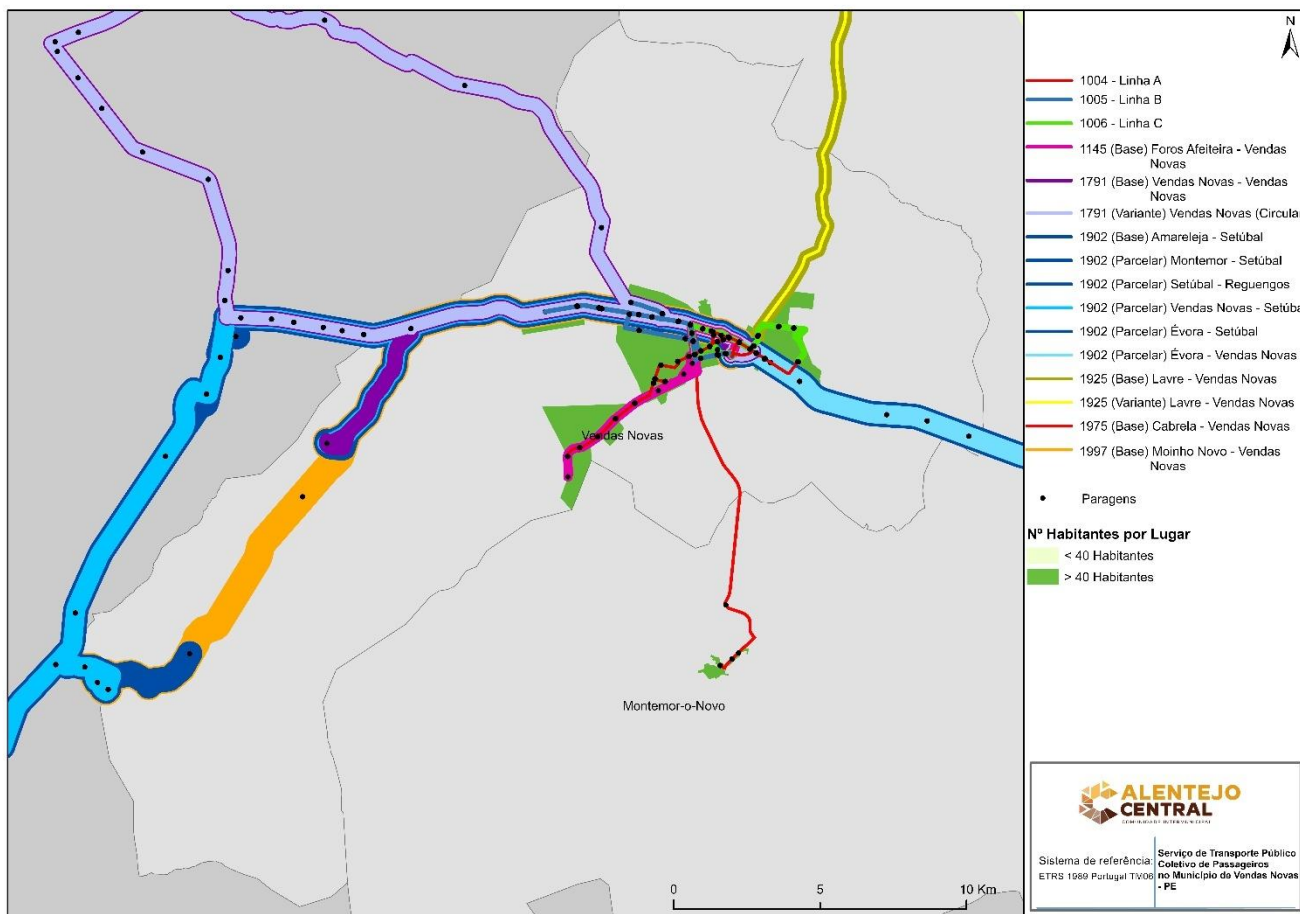 N
1004 - Linha A
1005 - Linha B
1006 - Linha C
1145 (Base) Foros Afeiteira - Vendas
Novas
1791 (Base) Vendas Novas - Vendas
Novas
1791 (Variante) Vendas Novas (Circula
1902 (Base) Amareleja - Setúbal
1902 (Parcelar) Montemor - Setúbal
1902 (Parcelar) Setúbal - Reguengos
1902 (Parcelar) Vendas Novas - Setúba
1902 (Parcelar) Évora - Setúbal
1902 (Parcelar) Évora - Vendas Novas
1925 (Base) Lavre - Vendas Novas
1925 (Variante) Lavre - Vendas Novas
1975 (Base) Cabrela - Vendas Novas
1997 (Base) Moinho Novo - Vendas
Novas
Paragens
Nº Habitantes por Lugar
< 40 Habitantes
> 40 Habitantes
Vendas Novas
Montemor-o-Novo
0 5 10 Km
ALENTEJO
CENTRAL
COMUNIDADE INTERMUNICIPAL
Sistema de referência:
ETRS 1989 Portugal TM06
Serviço de Transporte Público
Coletivo de Passageiros
no Município de Vendas Novas
- PE